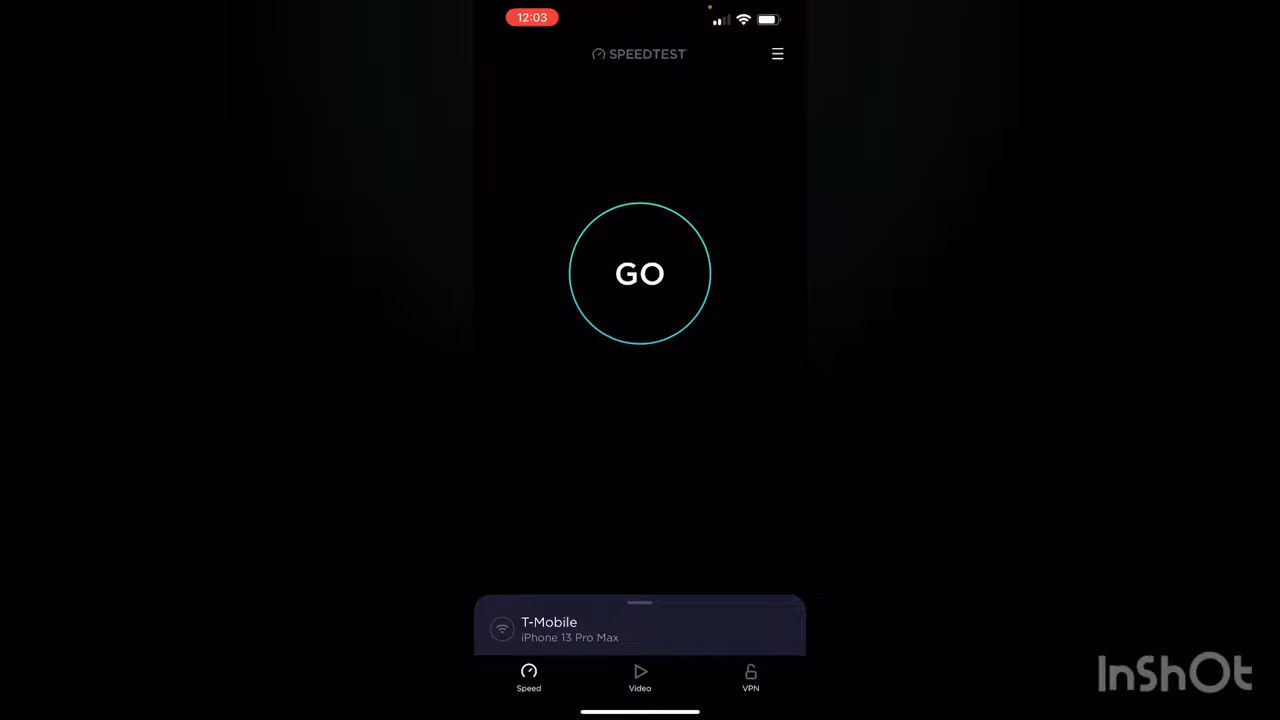 12:03
SPEEDTEST
GO
T-Mobile
iPhone 13 Pro Max
Speed
Video
VPN
InShOt